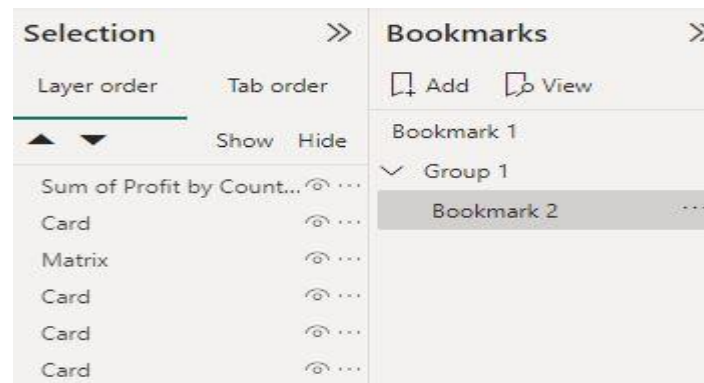 Selection
Layer order Tab order
Show Hide
Sum of Profit by Count...
Card
Matrix
Card
Card
Card
Bookmarks
Add View
Bookmark 1
Group 1
Bookmark 2